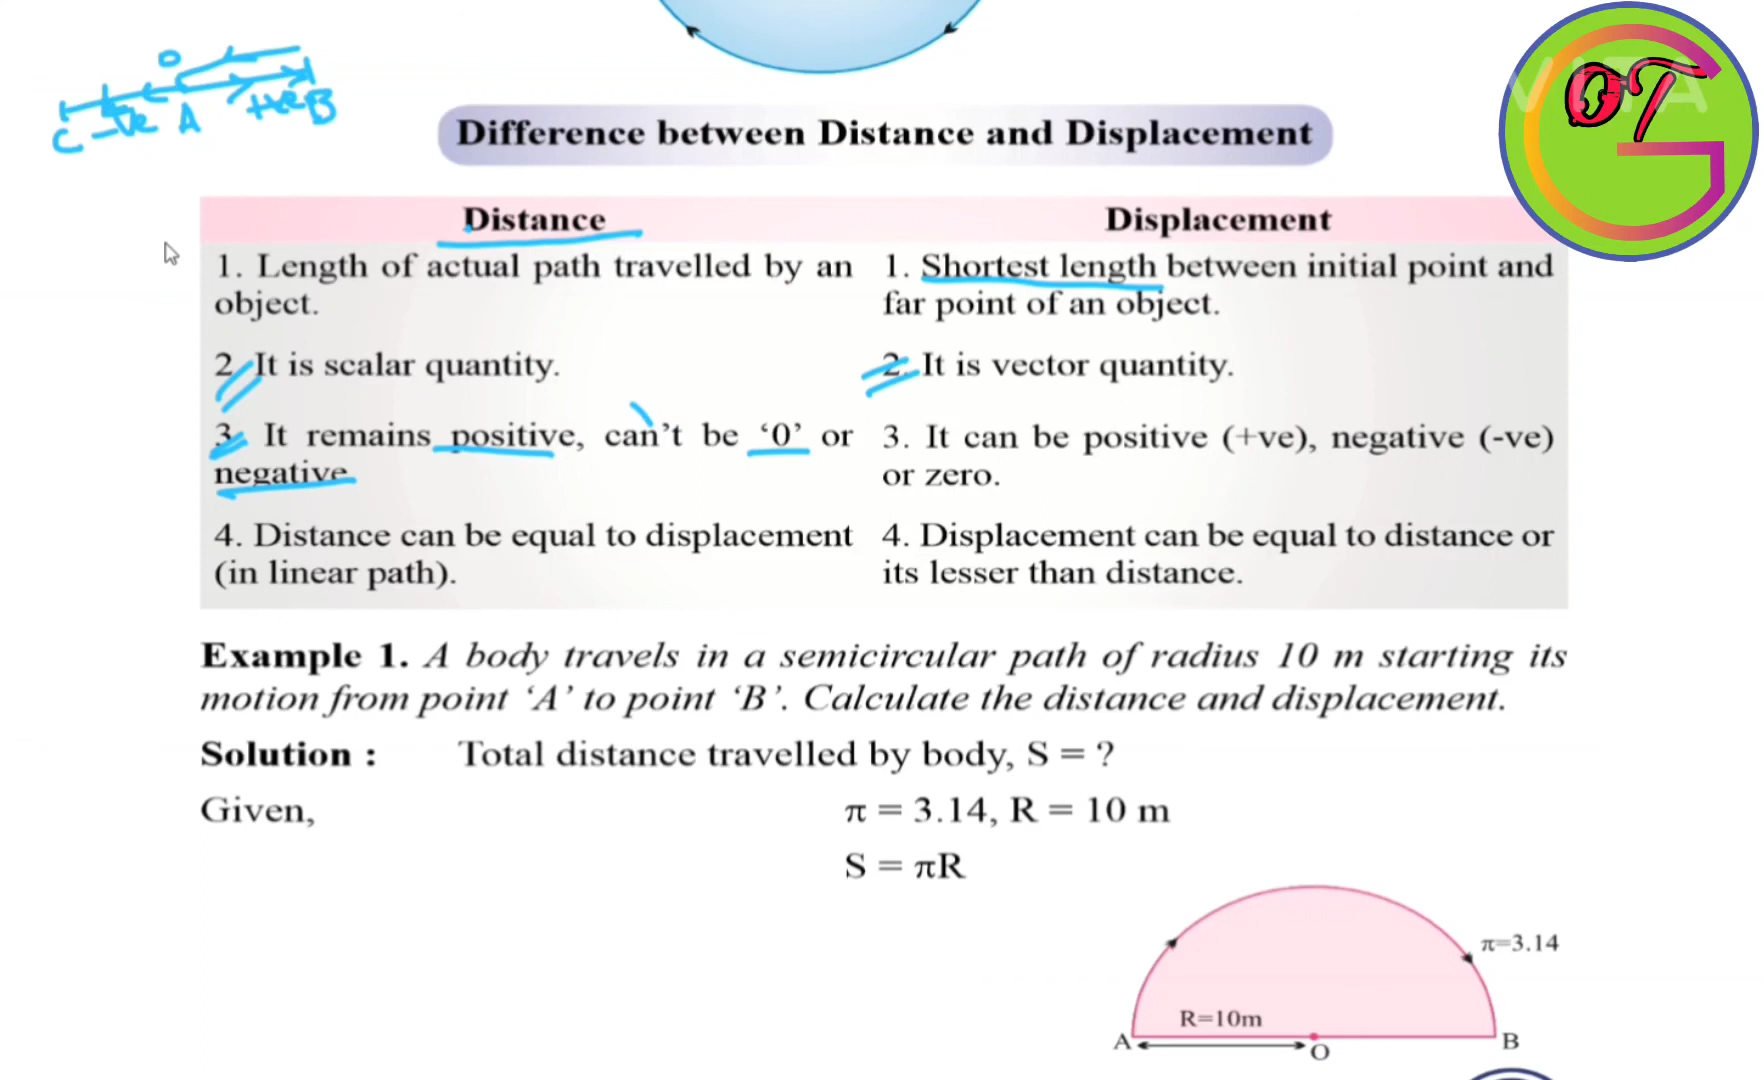 O
C -ve A +ve B
VITA
OT
G
Difference between Distance and Displacement
Distance Displacement
1. Length of actual path travelled by an object.
1. Shortest length between initial point and far point of an object.
2. It is scalar quantity.
2. It is vector quantity.
3. It remains positive, can't be '0' or negative
3. It can be positive (+ve), negative (-ve) or zero.
4. Distance can be equal to displacement (in linear path).
4. Displacement can be equal to distance or its lesser than distance.
Example 1. A body travels in a semicircular path of radius 10 m starting its
motion from point 'A' to point 'B'. Calculate the distance and displacement.
Solution : Total distance travelled by body, S = ?
Given, π = 3.14, R = 10 m
S = πR
π=3.14
R=10m
A O B